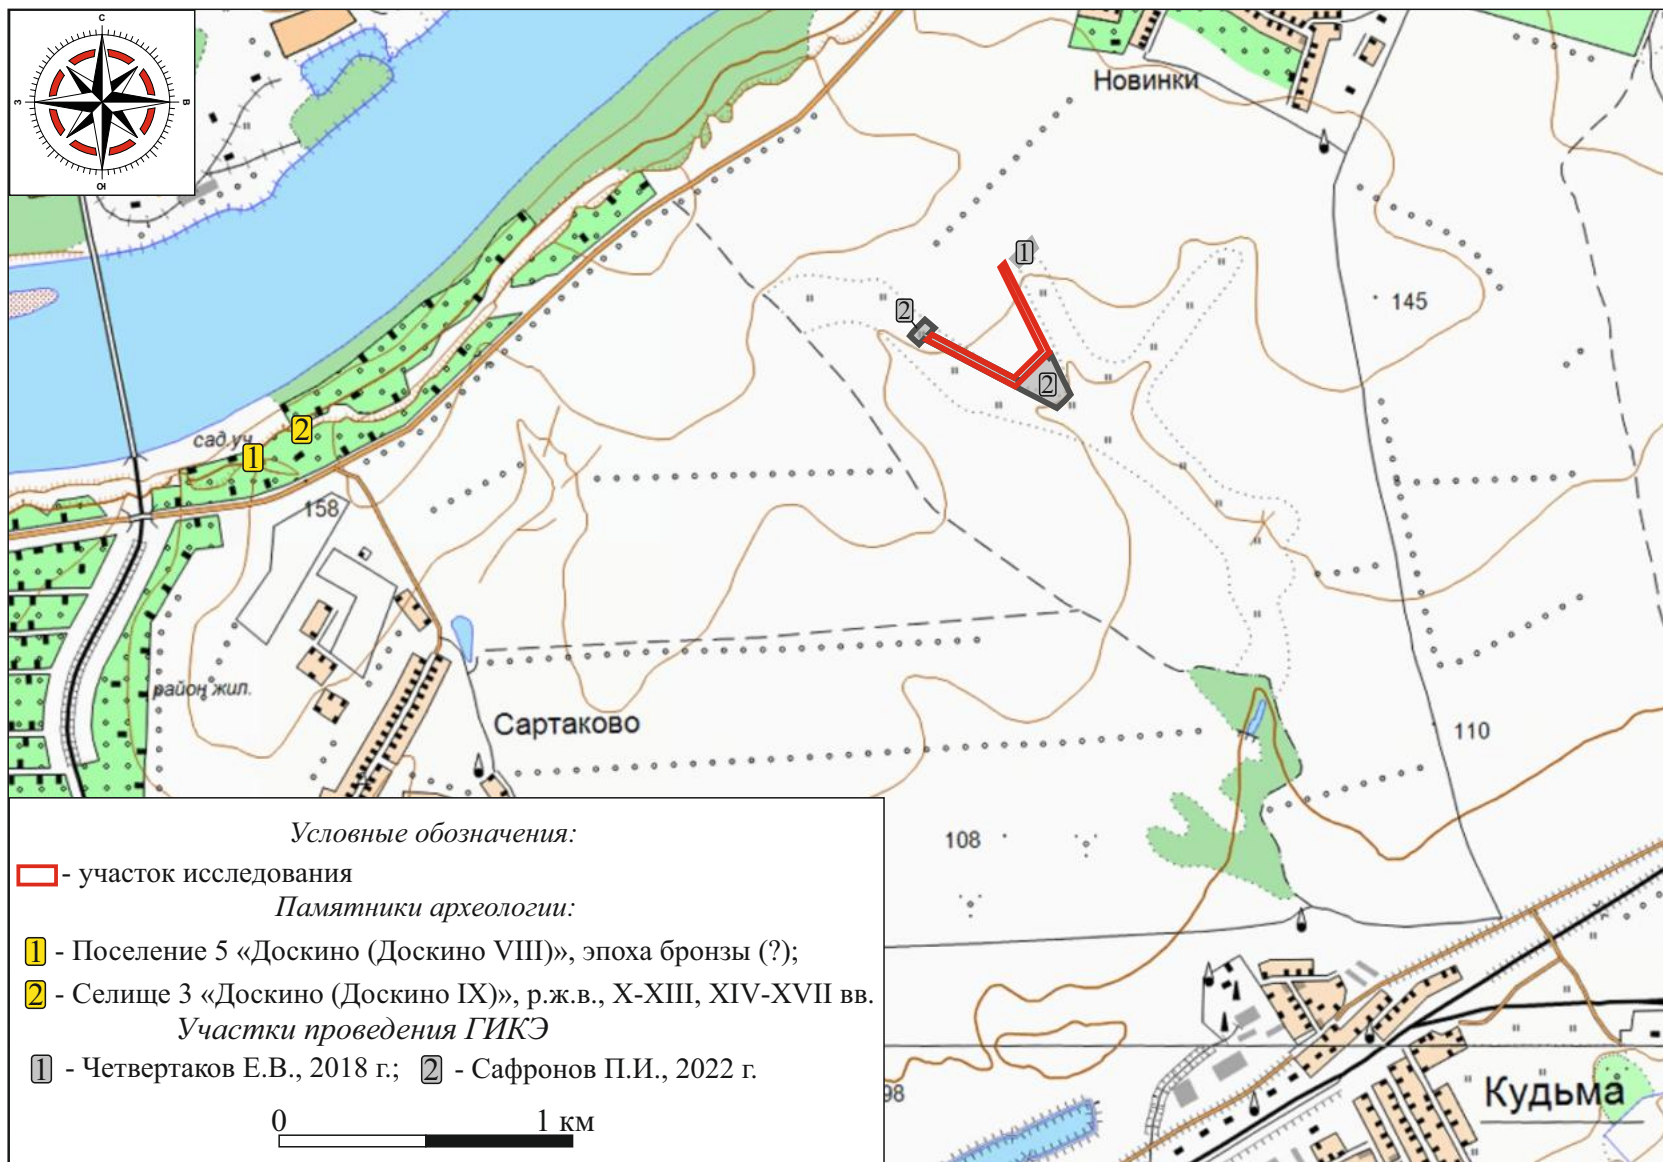 С
З
В
Ю
Новинки
1
145
2
2
сад.уч.
2
1
158
район жил.
Сартаково
110
108
98
Кудьма
Условные обозначения:
- участок исследования
Памятники археологии:
1 - Поселение 5 «Доскино (Доскино VIII)», эпоха бронзы (?);
2 - Селище 3 «Доскино (Доскино IX)», р.ж.в., X-XIII, XIV-XVII вв.
Участки проведения ГИКЭ
1 - Четвертаков Е.В., 2018 г.; 2 - Сафронов П.И., 2022 г.
0 1 км